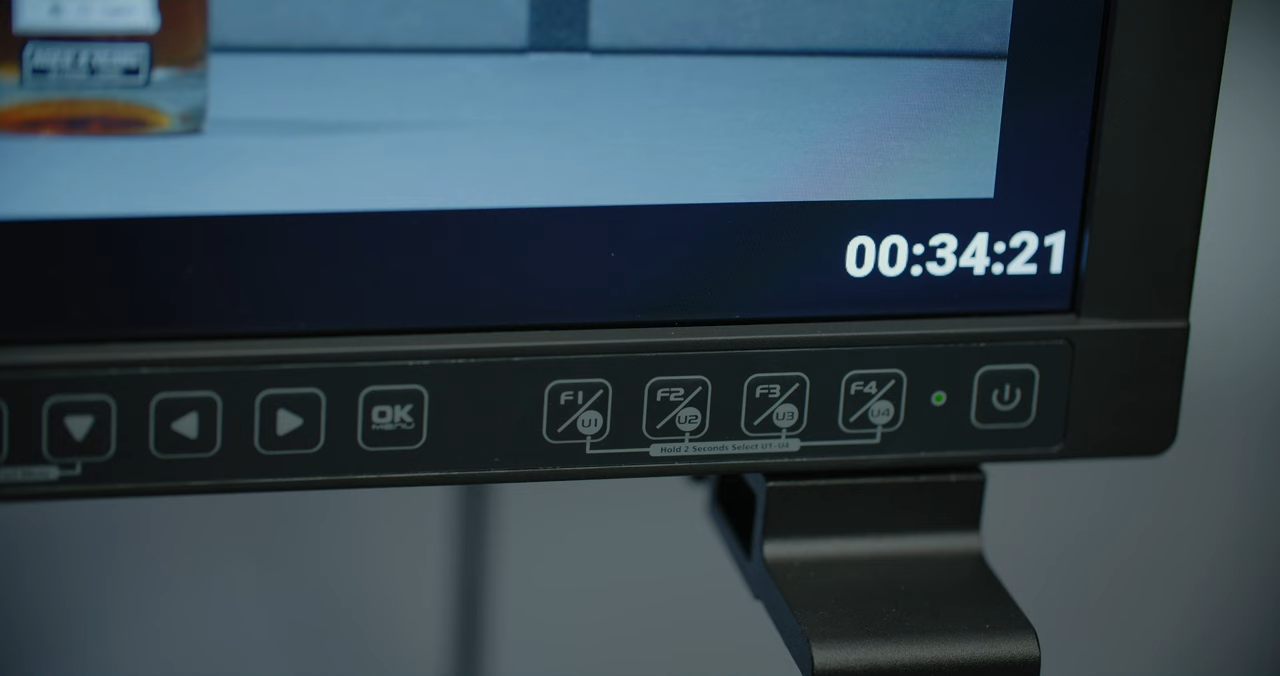 00:34:21
OK
MENU
F1 U1
F2 U2
F3 U3
F4 U4
Hold 2 Seconds Select U1-U4